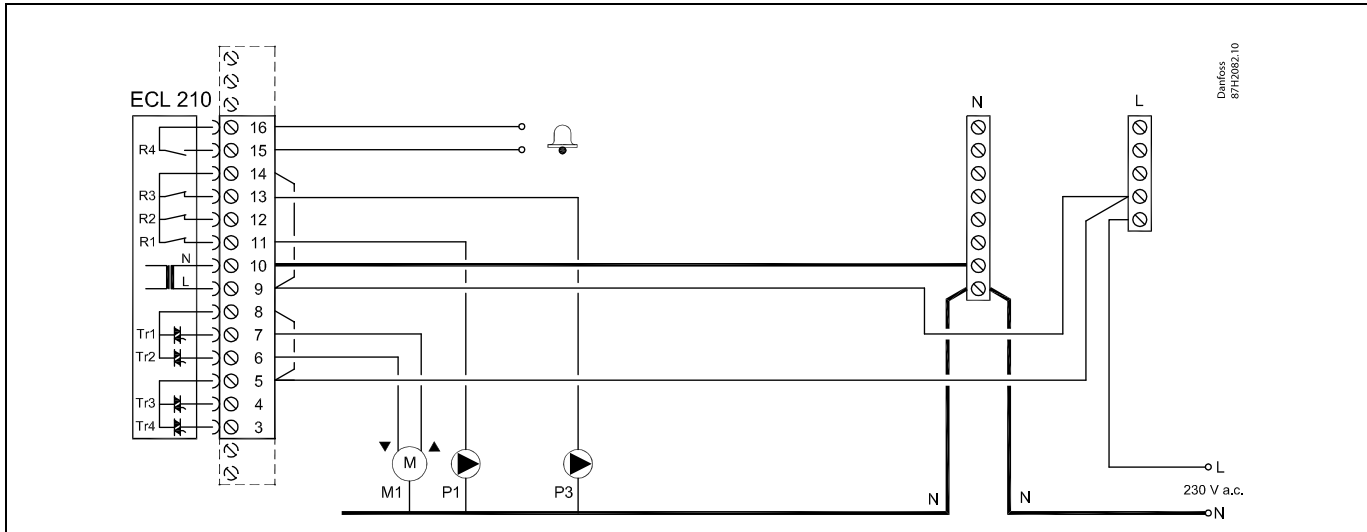 Danfoss
87H2082.10
ECL 210
N
L
16
R4
15
14
R3
13
R2
12
R1
11
N
10
L
9
8
Tr1
7
Tr2
6
5
Tr3
4
Tr4
3
M
M1
P1
P3
N
N
L
230 V a.c.
N